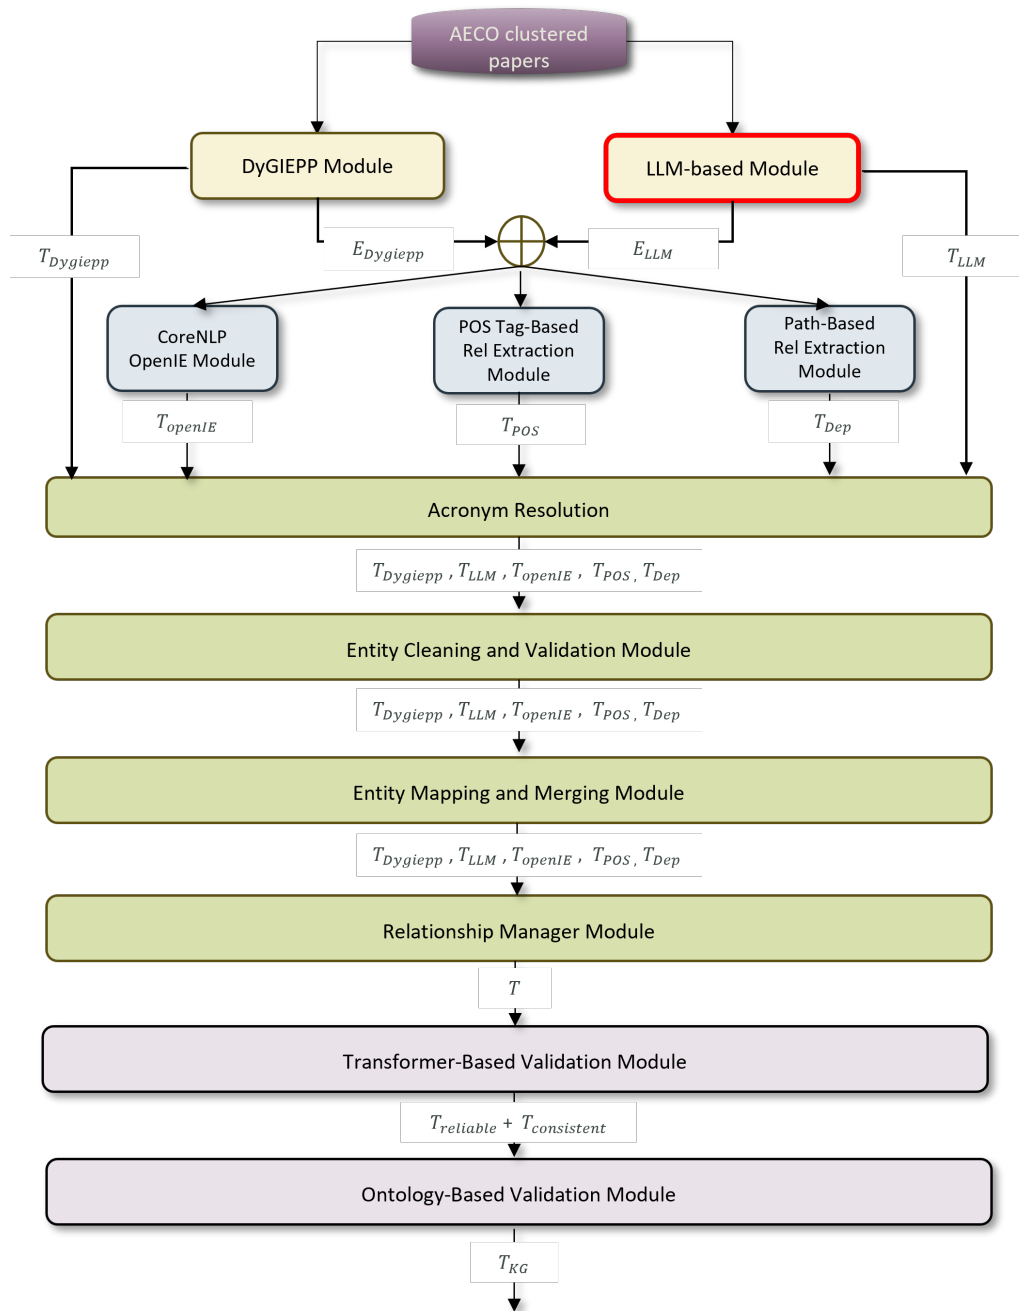 AECO clustered
papers
DyGIEPP Module
LLM-based Module
T_Dygiepp
E_Dygiepp
E_LLM
T_LLM
CoreNLP
OpenIE Module
POS Tag-Based
Rel Extraction
Module
Path-Based
Rel Extraction
Module
T_openIE
T_POS
T_Dep
Acronym Resolution
T_Dygiepp , T_LLM , T_openIE , T_POS , T_Dep
Entity Cleaning and Validation Module
T_Dygiepp , T_LLM , T_openIE , T_POS , T_Dep
Entity Mapping and Merging Module
T_Dygiepp , T_LLM , T_openIE , T_POS , T_Dep
Relationship Manager Module
T
Transformer-Based Validation Module
T_reliable + T_consistent
Ontology-Based Validation Module
T_KG